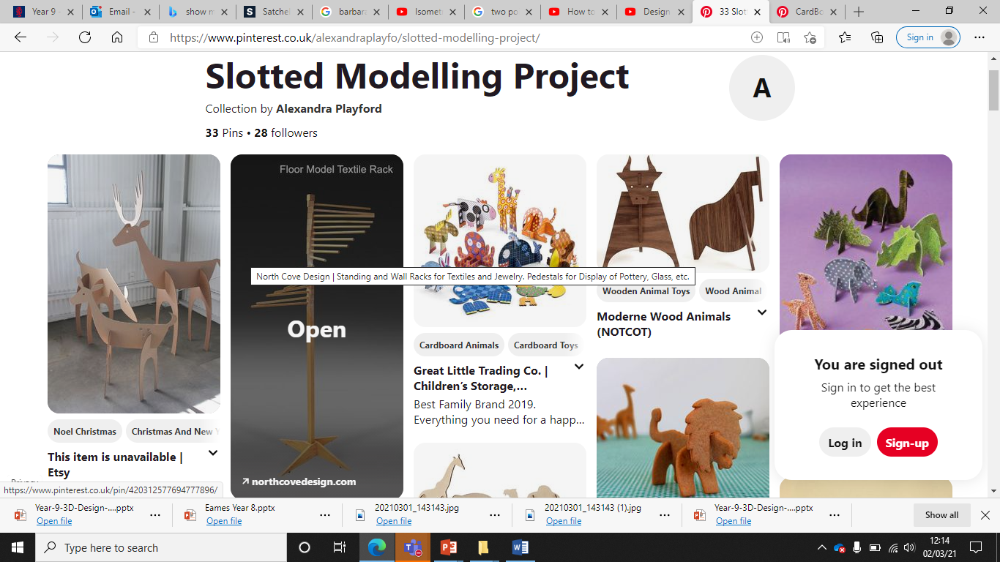 Year 9 -
Email -
show m
Satchel
barbara
Isomet
two po
How to
Design
33 Slot
CardBo
https://www.pinterest.co.uk/alexandraplayfo/slotted-modelling-project/
Sign in
Slotted Modelling Project
A
Collection by Alexandra Playford
33 Pins • 28 followers
Floor Model Textile Rack
North Cove Design | Standing and Wall Racks for Textiles and Jewelry. Pedestals for Display of Pottery, Glass, etc.
Open
northcovedesign.com
Noel Christmas
Christmas And New Y
This item is unavailable |
Etsy
Cardboard Animals
Cardboard Toys
Great Little Trading Co. |
Children's Storage,...
Best Family Brand 2019.
Everything you need for a happ...
Wooden Animal Toys
Wood Animal
Moderne Wood Animals
(NOTCOT)
You are signed out
Sign in to get the best
experience
Log in
Sign-up
https://www.pinterest.co.uk/pin/420312577694777896/
Year-9-3D-Design-....pptx
Open file
Eames Year 8.pptx
Open file
20210301_143143.jpg
Open file
20210301_143143 (1).jpg
Open file
Year-9-3D-Design-....pptx
Open file
Show all
Type here to search
12:14
02/03/21